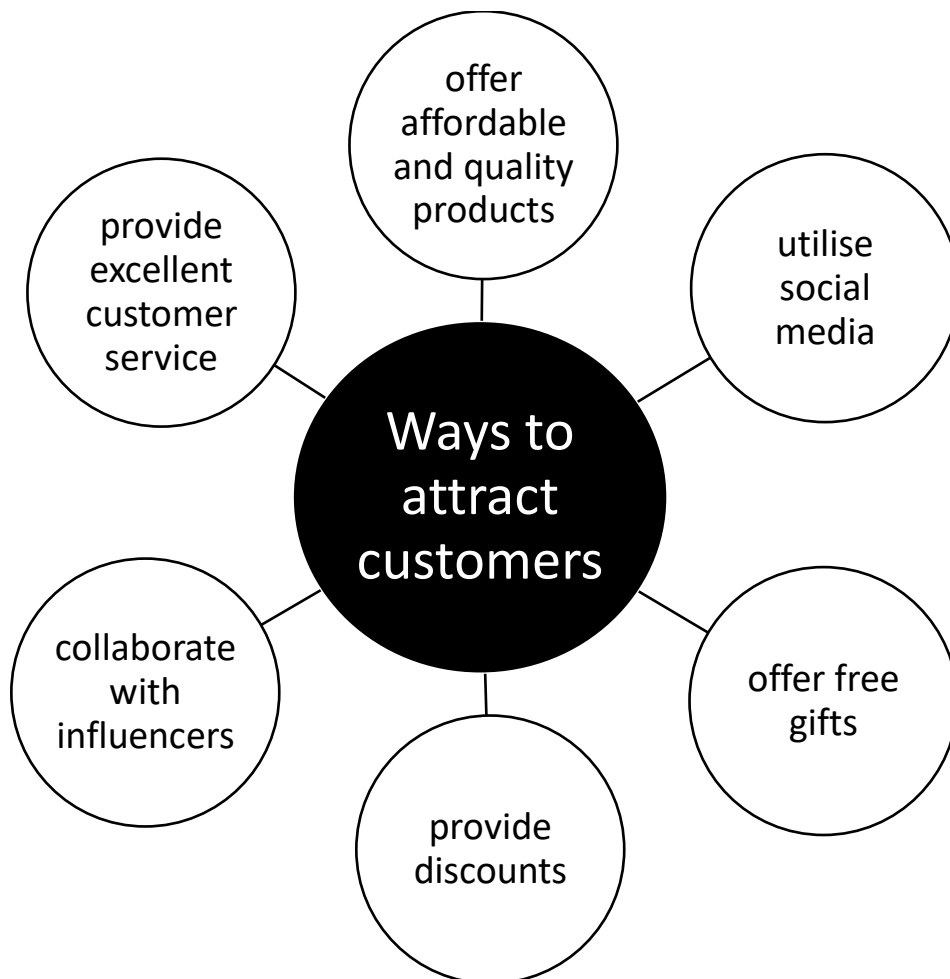 offer
affordable
and quality
products
utilise
social
media
offer free
gifts
provide
discounts
collaborate
with
influencers
provide
excellent
customer
service
Ways to
attract
customers